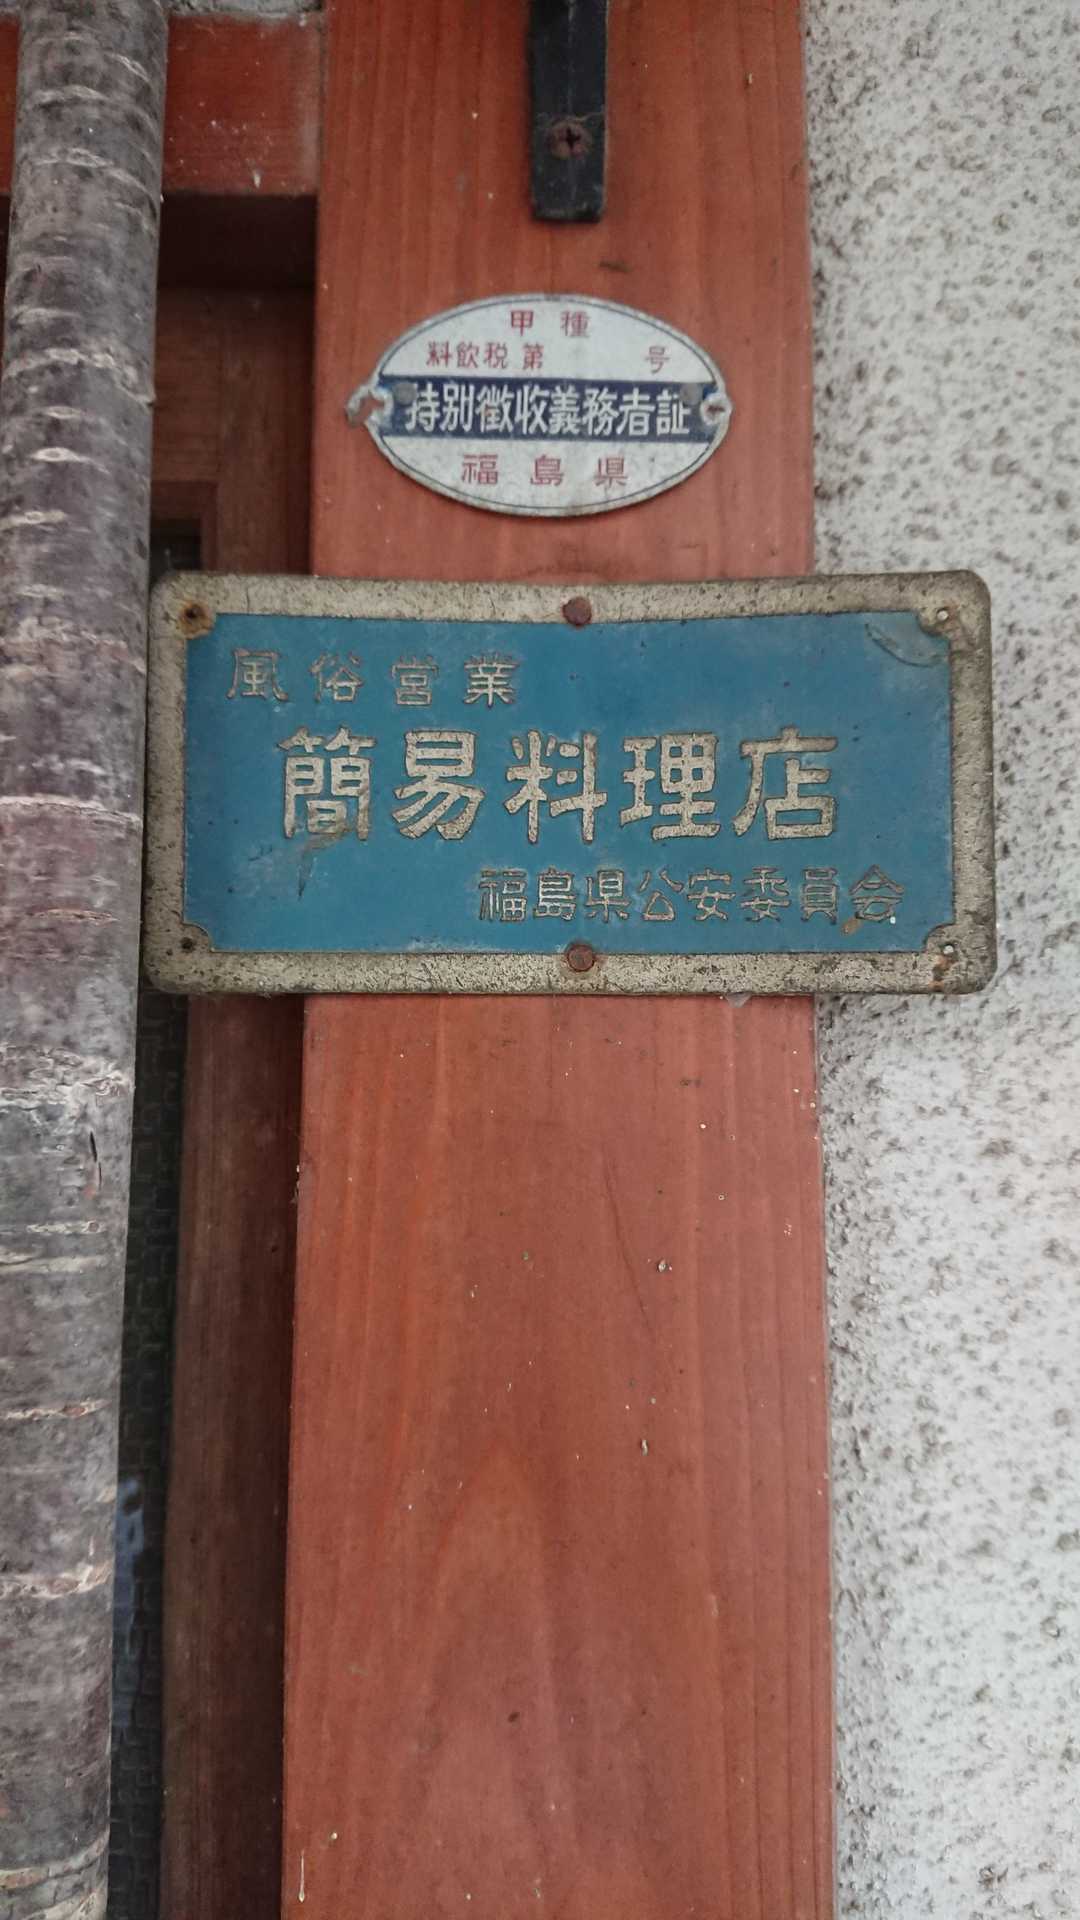 甲種
料飲税第 号
特別徴収義務者証
福島県
風俗営業
簡易料理店
福島県公安委員会